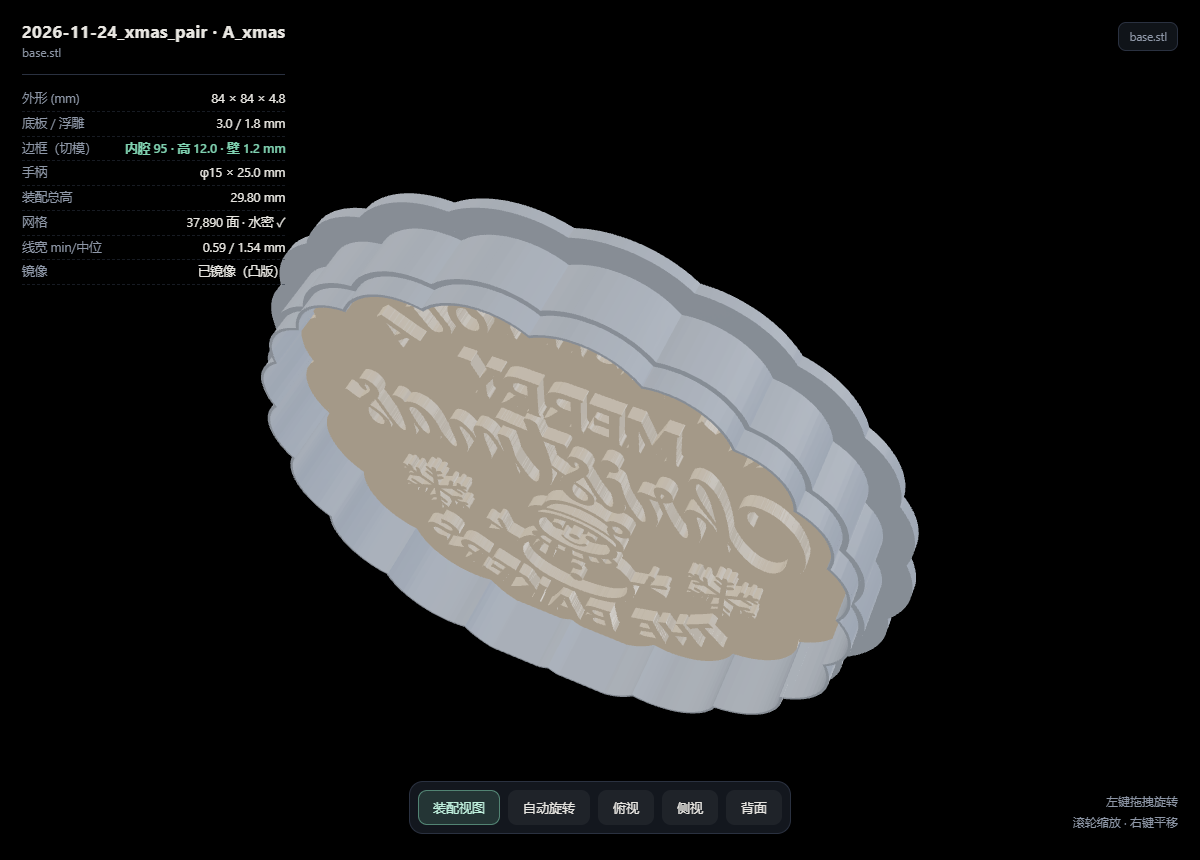 2026-11-24_xmas_pair · A_xmas
base.stl
base.stl
外形 (mm) 84 × 84 × 4.8
底板 / 浮雕 3.0 / 1.8 mm
边框（切模） 内腔 95 · 高 12.0 · 壁 1.2 mm
手柄 φ15 × 25.0 mm
装配总高 29.80 mm
网格 37,890 面 · 水密 ✓
线宽 min/中位 0.59 / 1.54 mm
镜像 已镜像（凸版）
MERRY
Christmas
THE
装配视图 自动旋转 俯视 侧视 背面
左键拖拽旋转
滚轮缩放 · 右键平移